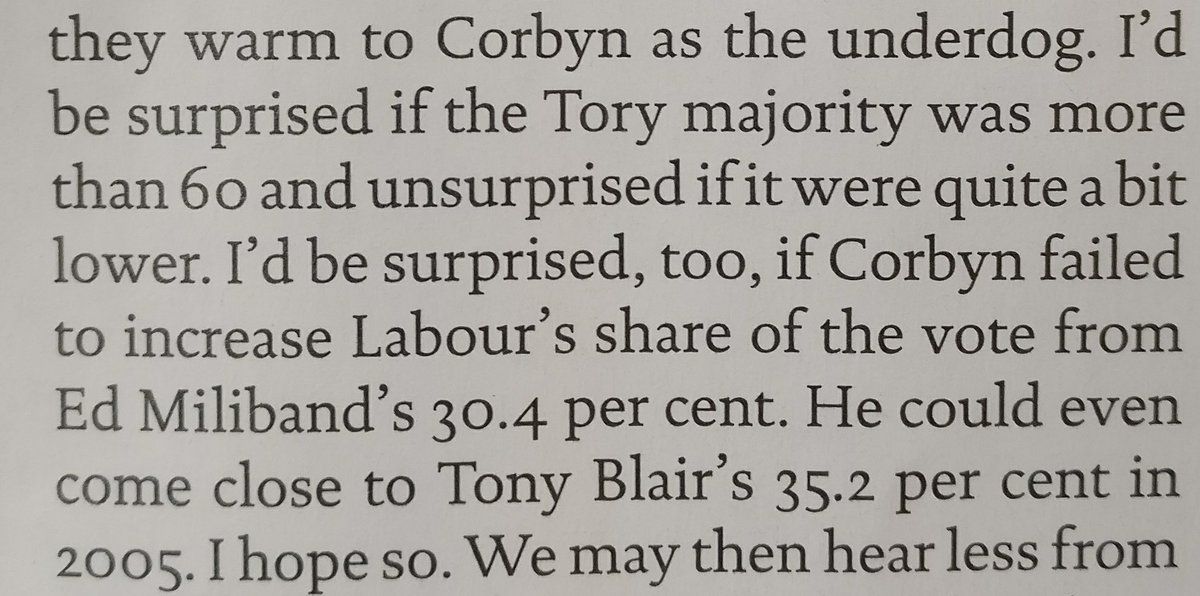 they warm to Corbyn as the underdog. I’d
be surprised if the Tory majority was more
than 60 and unsurprised if it were quite a bit
lower. I’d be surprised, too, if Corbyn failed
to increase Labour’s share of the vote from
Ed Miliband’s 30.4 per cent. He could even
come close to Tony Blair’s 35.2 per cent in
2005. I hope so. We may then hear less from